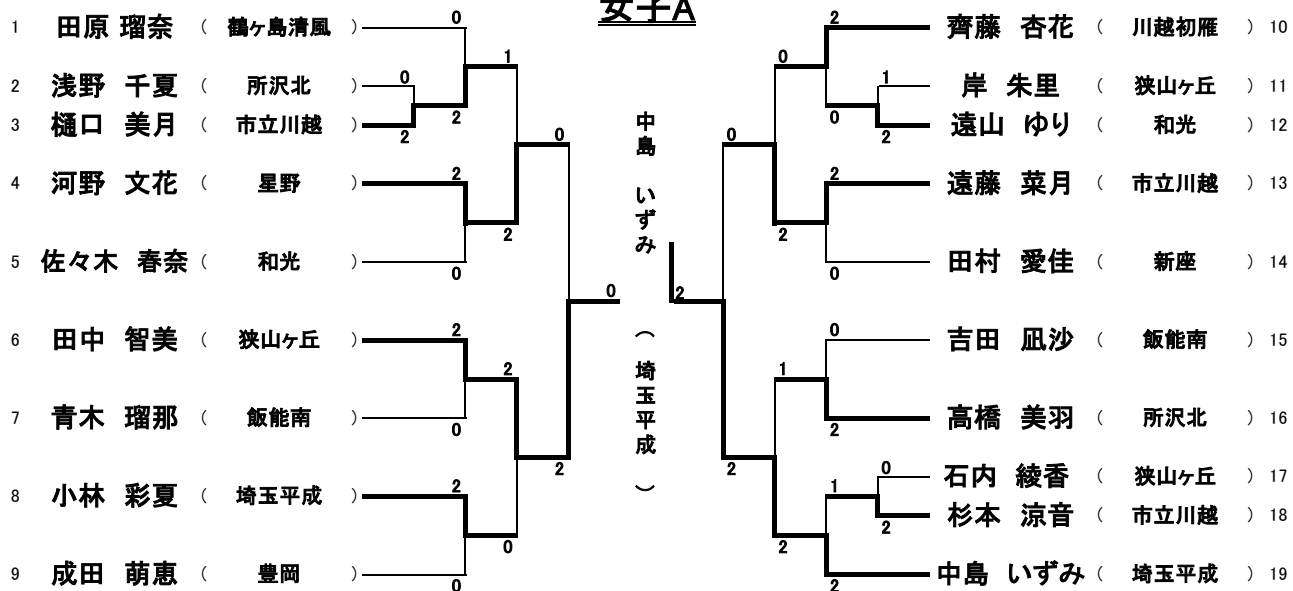 女子A
1 田原 瑠奈 ( 鶴ヶ島清風 )
0
1
2 浅野 千夏 ( 所沢北 )
0
2
3 樋口 美月 ( 市立川越 )
2
0
4 河野 文花 ( 星野 )
2
2
5 佐々木 春奈 ( 和光 )
0
0
6 田中 智美 ( 狭山ヶ丘 )
2
2
7 青木 瑠那 ( 飯能南 )
0
2
8 小林 彩夏 ( 埼玉平成 )
2
0
9 成田 萌恵 ( 豊岡 )
0
中島 いずみ ( 埼玉平成 )
2
齊藤 杏花 ( 川越初雁 ) 10
2
0
岸 朱里 ( 狭山ヶ丘 ) 11
1
0
遠山 ゆり ( 和光 ) 12
2
0
遠藤 菜月 ( 市立川越 ) 13
2
2
田村 愛佳 ( 新座 ) 14
0
吉田 凪沙 ( 飯能南 ) 15
0
1
高橋 美羽 ( 所沢北 ) 16
2
2
石内 綾香 ( 狭山ヶ丘 ) 17
0
1
杉本 涼音 ( 市立川越 ) 18
2
2
中島 いずみ ( 埼玉平成 ) 19
2